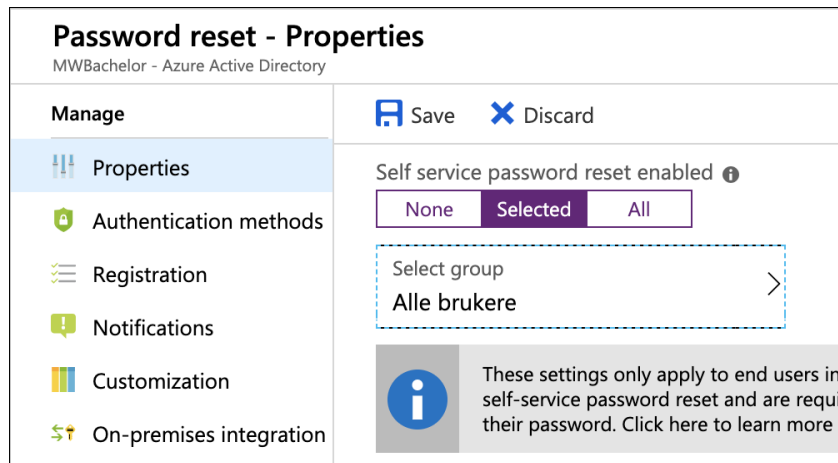 Password reset - Properties
MWBachelor - Azure Active Directory
Manage
Properties
Authentication methods
Registration
Notifications
Customization
On-premises integration
Save
Discard
Self service password reset enabled
None
Selected
All
Select group
Alle brukere
These settings only apply to end users in
self-service password reset and are requi
their password. Click here to learn more